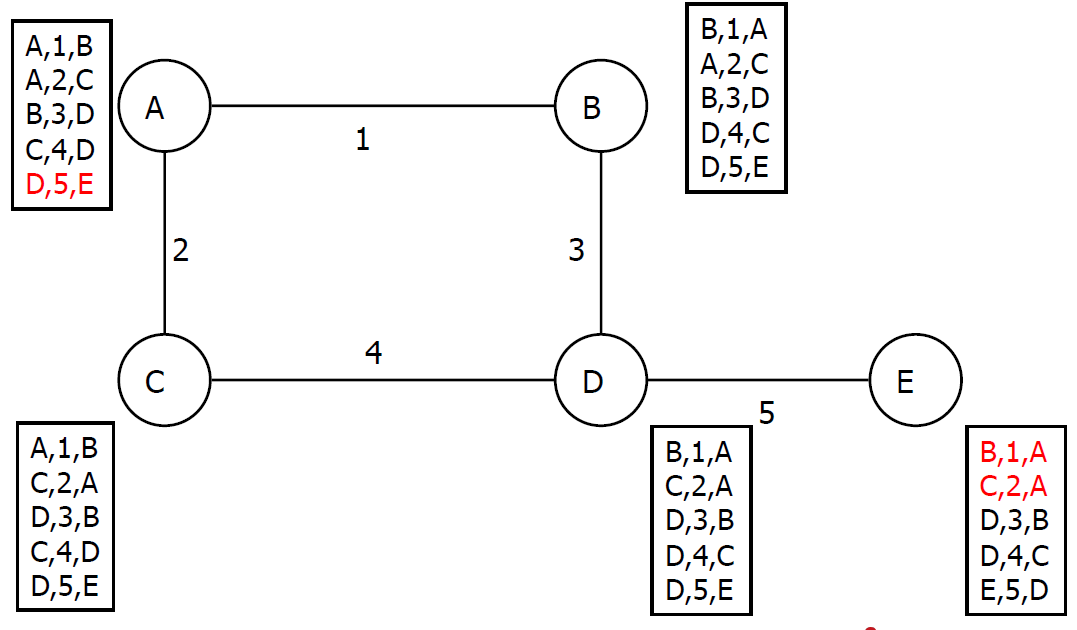 A,1,B
A,2,C
B,3,D
C,4,D
D,5,E
A
1
B
B,1,A
A,2,C
B,3,D
D,4,C
D,5,E
2
3
C
4
D
5
E
A,1,B
C,2,A
D,3,B
C,4,D
D,5,E
B,1,A
C,2,A
D,3,B
D,4,C
D,5,E
B,1,A
C,2,A
D,3,B
D,4,C
E,5,D